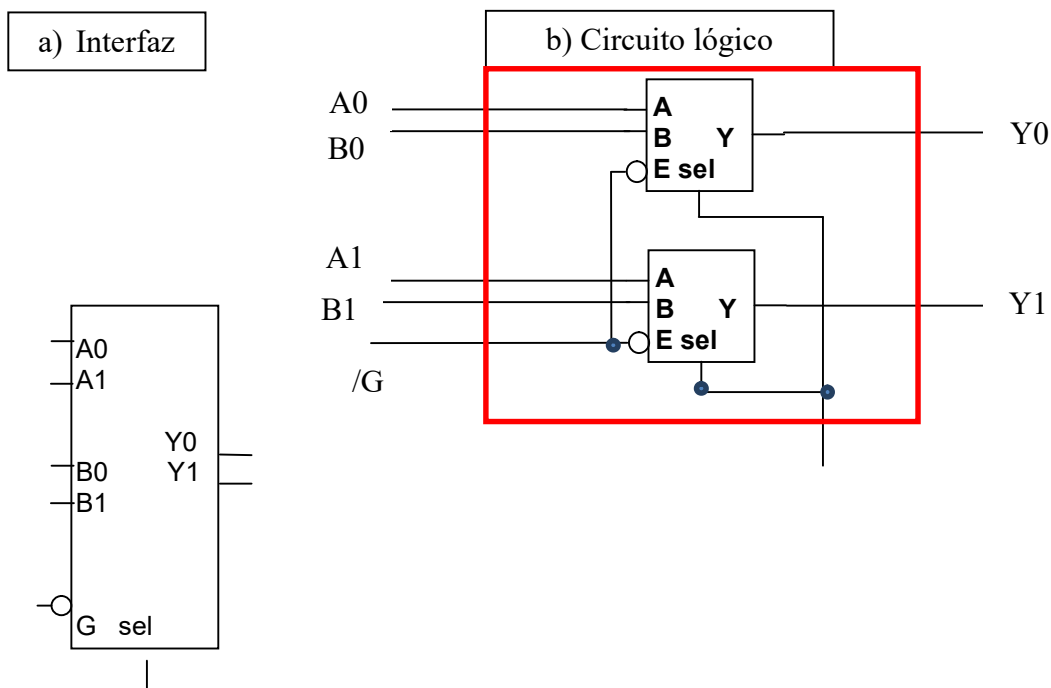 a) Interfaz
b) Circuito lógico
A0
B0
A
B Y
E sel
Y0
A1
B1
/G
A
B Y
E sel
Y1
A0
A1
B0
B1
Y0
Y1
G sel